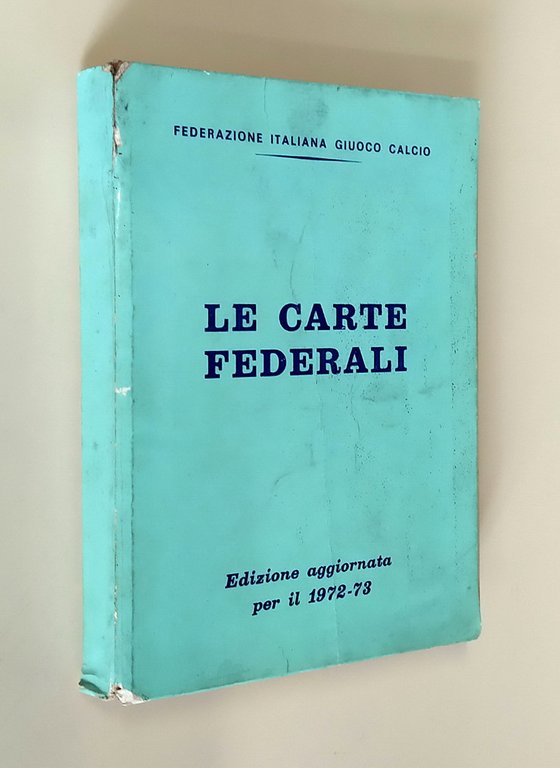 FEDERAZIONE ITALIANA GIUOCO CALCIO
LE CARTE
FEDERALI
Edizione aggiornata
per il 1972-73